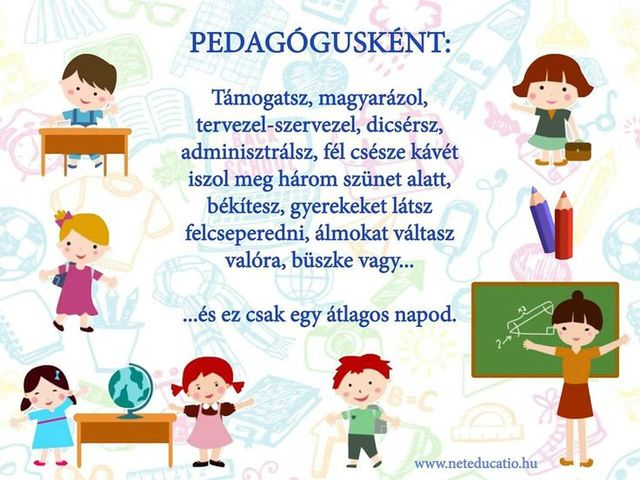 PEDAGÓGUSKÉNT:
Támogatsz, magyarázol,
tervezel-szervezel, dicsérsz,
adminisztrálsz, fél csésze kávét
iszol meg három szünet alatt,
békítesz, gyerekeket látsz
felcseperedni, álmokat váltasz
valóra, büszke vagy...
...és ez csak egy átlagos napod.
www.neteducatio.hu